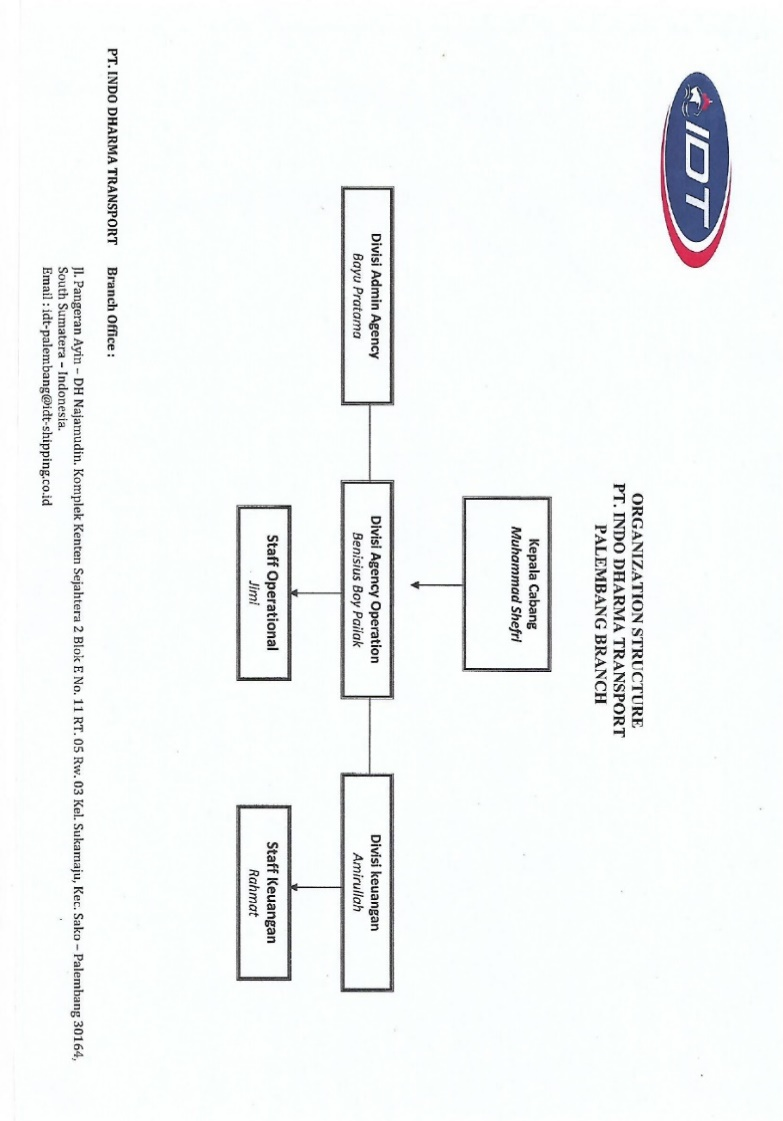 IDT
ORGANIZATION STRUCTURE
PT. INDO DHARMA TRANSPORT
PALEMBANG BRANCH
Kepala Cabang
Muhammad Shefrl
Divisi Admin Agency
Bayu Pratama
Divisi Agency Operation
Benisius Boy Pailak
Divisi keuangan
Amirullah
Staff Operational
Jimi
Staff Keuangan
Rahmat
PT. INDO DHARMA TRANSPORT Branch Office :
Jl. Pangeran Ayin – DH Najamudin. Komplek Kenten Sejahtera 2 Blok E No. 11 RT. 05 Rw. 03 Kel. Sukamaju, Kec. Sako – Palembang 30164,
South Sumatera – Indonesia.
Email : idt-palembang@idt-shipping.co.id